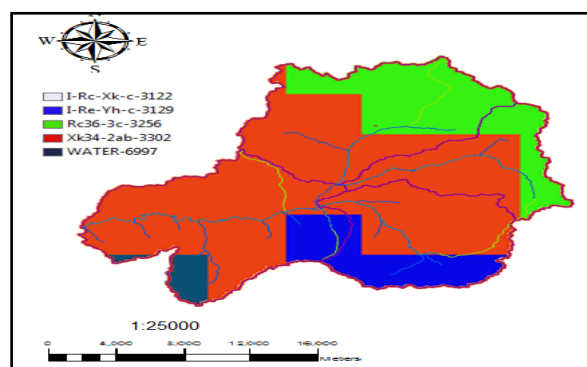 N
W E
S
I-Rc-Xk-c-3122
I-Re-Yh-c-3129
Rc36-3c-3256
Xk34-2ab-3302
WATER-6997
1:25000
0 4,000 8,000 12,000 16,000
Meters